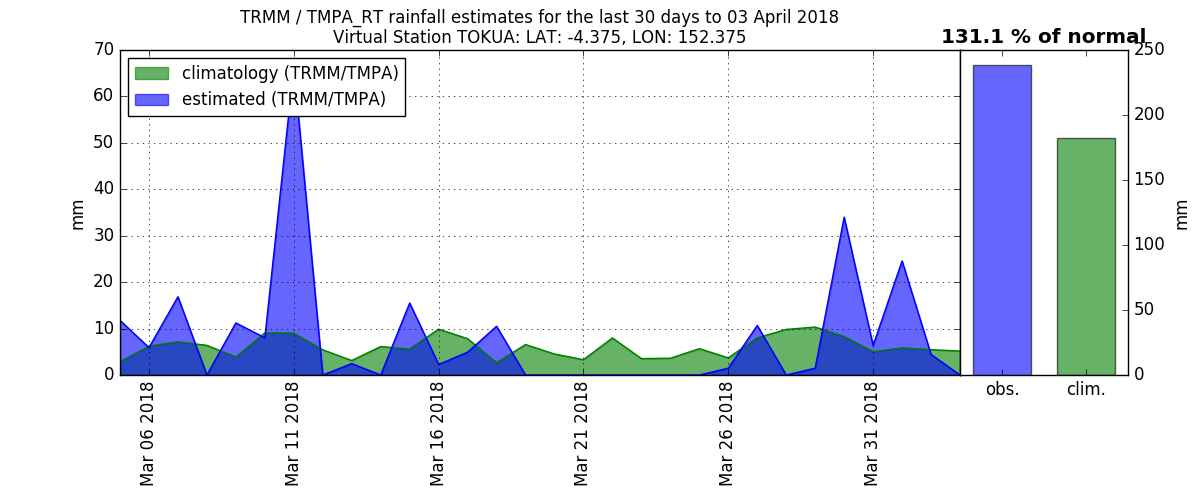 TRMM / TMPA_RT rainfall estimates for the last 30 days to 03 April 2018
Virtual Station TOKUA: LAT: -4.375, LON: 152.375
131.1 % of normal
climatology (TRMM/TMPA)
estimated (TRMM/TMPA)
70
60
50
40
30
20
10
0
mm
Mar 06 2018
Mar 11 2018
Mar 16 2018
Mar 21 2018
Mar 26 2018
Mar 31 2018
obs.
clim.
250
200
150
100
50
0
mm